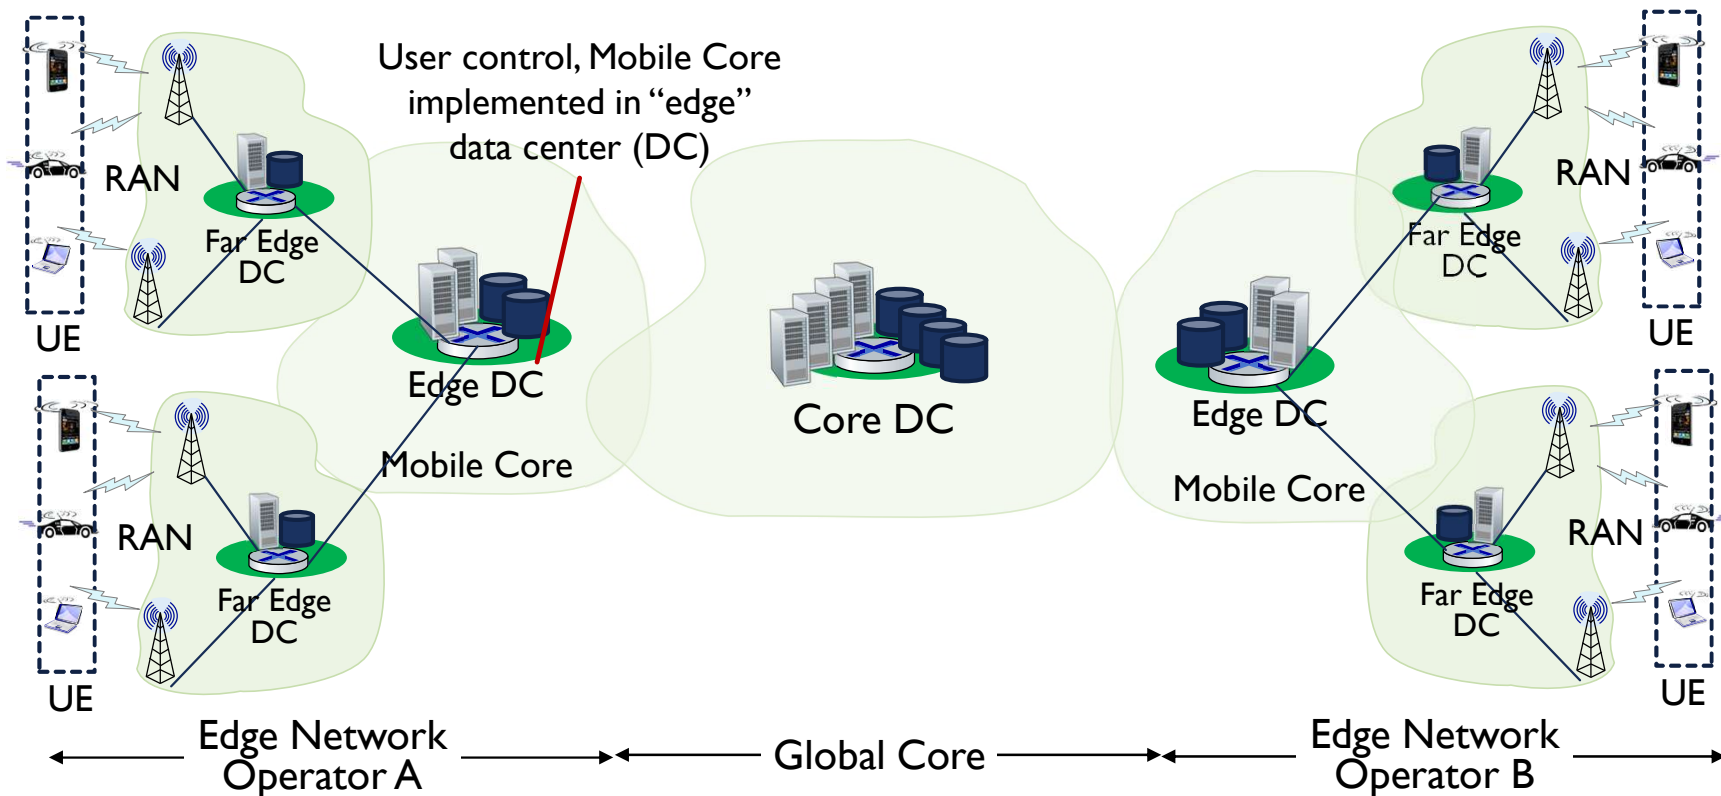 User control, Mobile Core
implemented in “edge”
data center (DC)
RAN
Far Edge
DC
UE
Edge DC
Mobile Core
RAN
Far Edge
DC
UE
Core DC
Edge DC
Mobile Core
RAN
Far Edge
DC
UE
RAN
Far Edge
DC
UE
Edge Network
Operator A
Global Core
Edge Network
Operator B